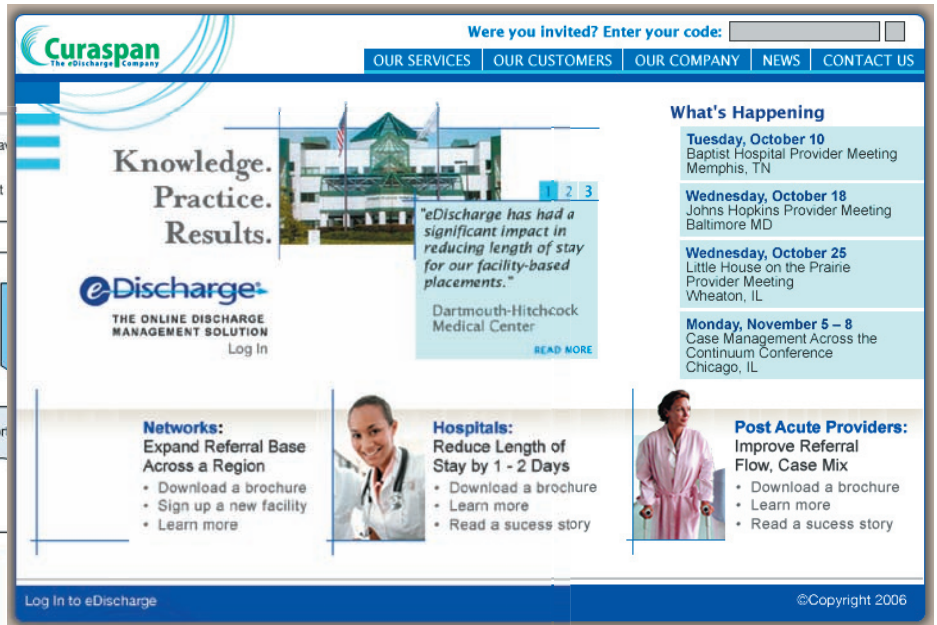 Curaspan
The eDischarge Company
Were you invited? Enter your code:
OUR SERVICES
OUR CUSTOMERS
OUR COMPANY
NEWS
CONTACT US
Knowledge.
Practice.
Results.
eDischarge
THE ONLINE DISCHARGE
MANAGEMENT SOLUTION
Log In
1 2 3
"eDischarge has had a
significant impact in
reducing length of stay
for our facility-based
placements."
Dartmouth-Hitchcock
Medical Center
READ MORE
What's Happening
Tuesday, October 10
Baptist Hospital Provider Meeting
Memphis, TN
Wednesday, October 18
Johns Hopkins Provider Meeting
Baltimore MD
Wednesday, October 25
Little House on the Prairie
Provider Meeting
Wheaton, IL
Monday, November 5 – 8
Case Management Across the
Continuum Conference
Chicago, IL
Networks:
Expand Referral Base
Across a Region
• Download a brochure
• Sign up a new facility
• Learn more
Hospitals:
Reduce Length of
Stay by 1 - 2 Days
• Download a brochure
• Learn more
• Read a sucess story
Post Acute Providers:
Improve Referral
Flow, Case Mix
• Download a brochure
• Learn more
• Read a sucess story
Log In to eDischarge
©Copyright 2006